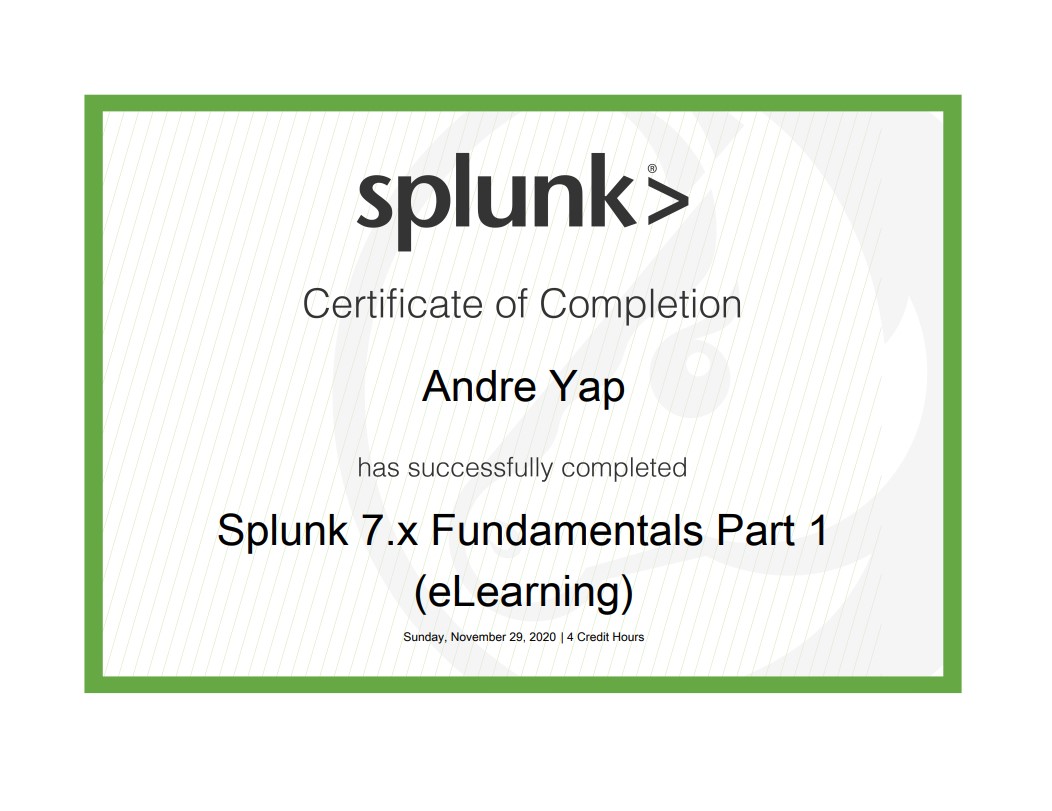 splunk>®
Certificate of Completion
Andre Yap
has successfully completed
Splunk 7.x Fundamentals Part 1
(eLearning)
Sunday, November 29, 2020 | 4 Credit Hours